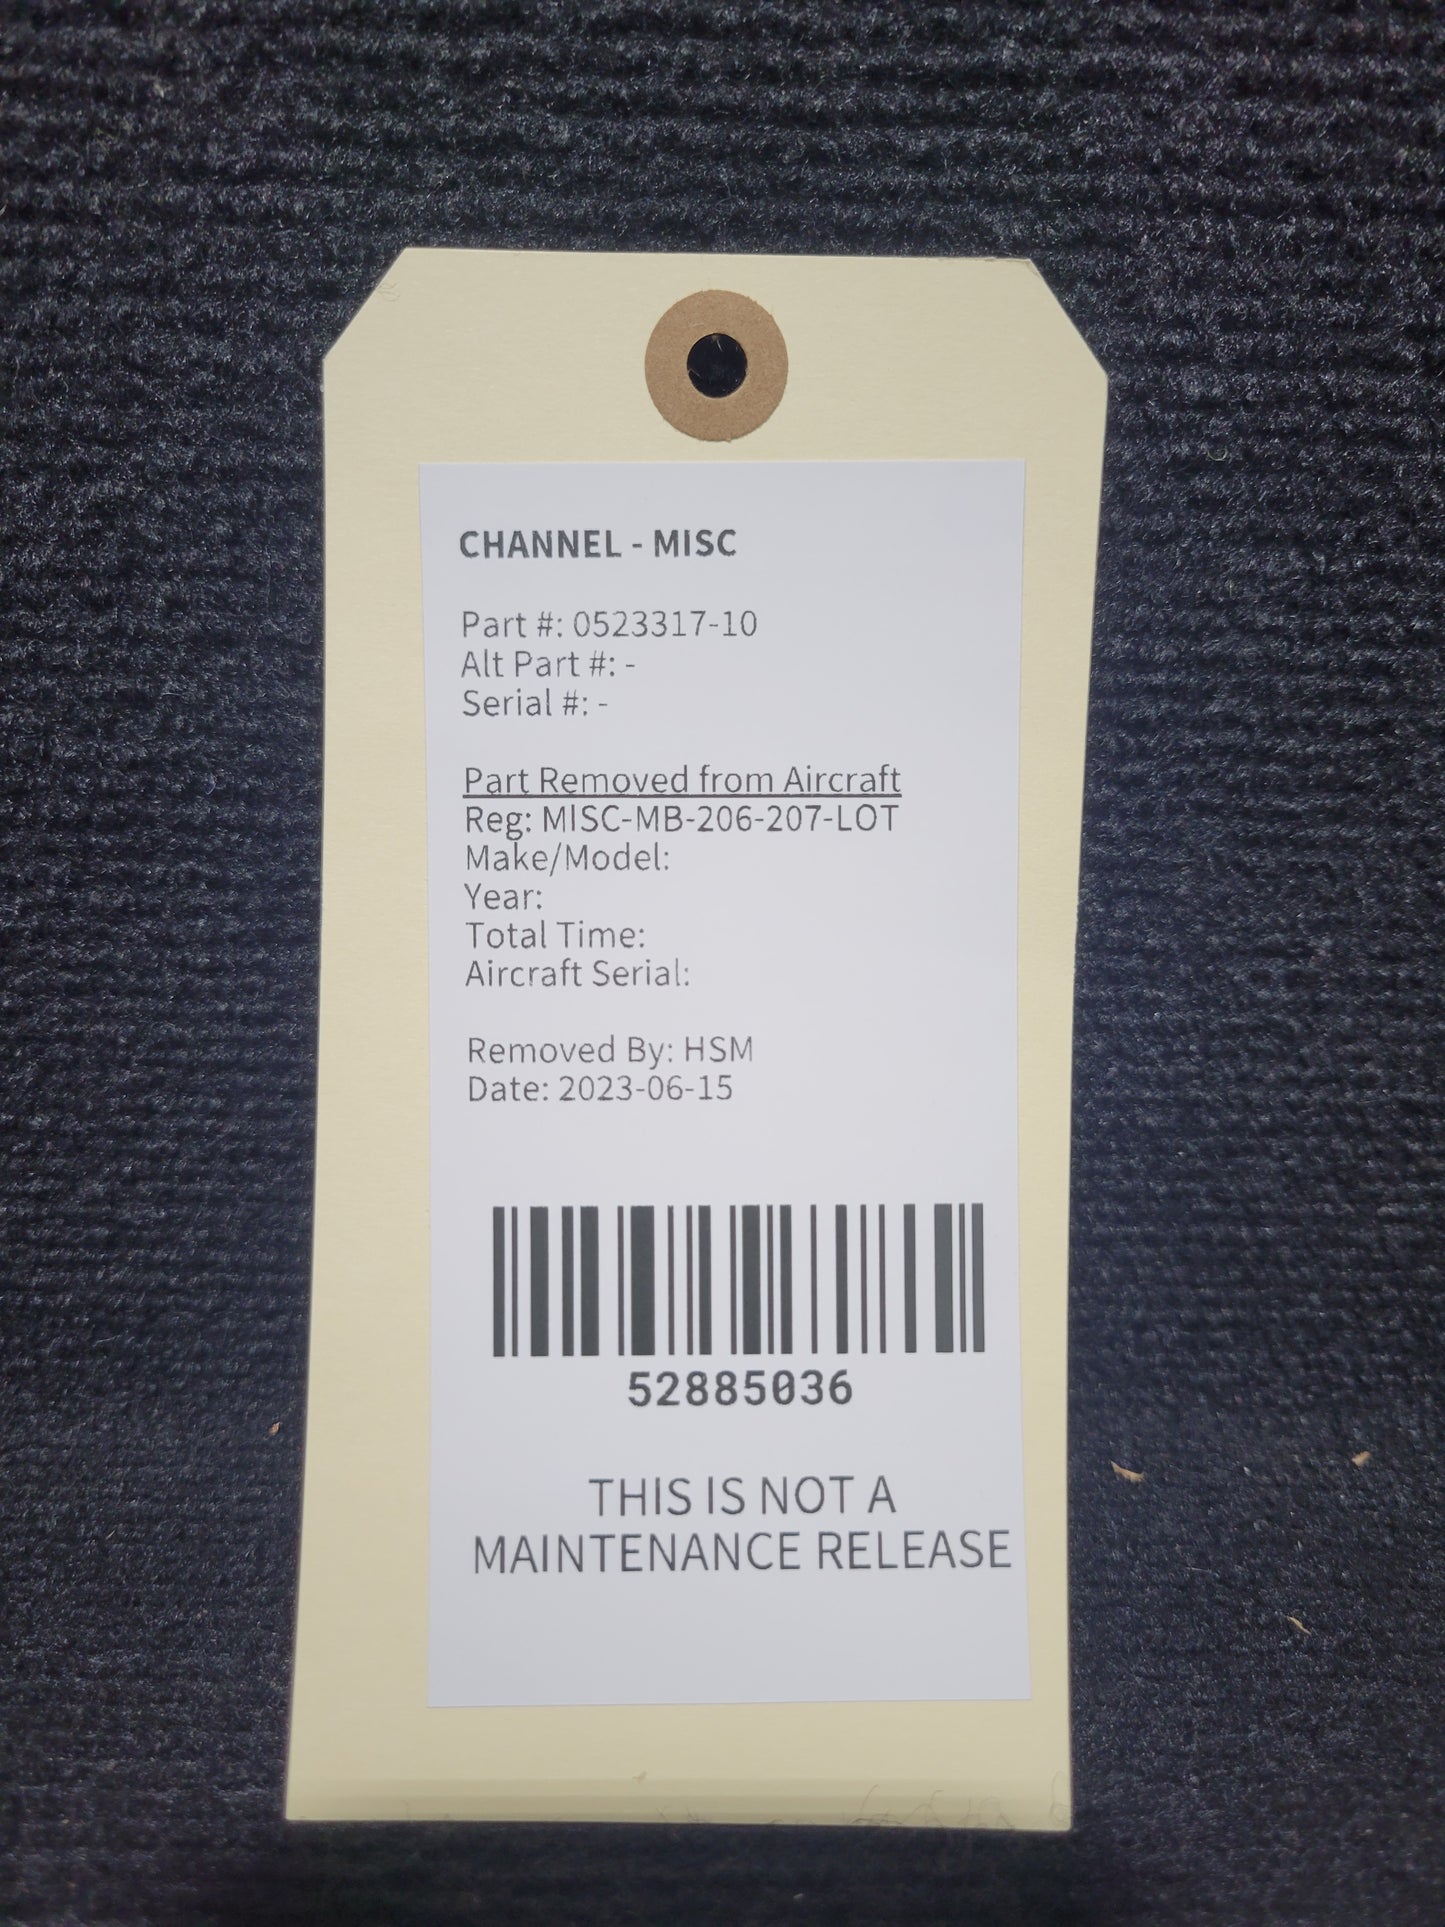 CHANNEL - MISC
Part #: 0523317-10
Alt Part #: -
Serial #: -
Part Removed from Aircraft
Reg: MISC-MB-206-207-LOT
Make/Model:
Year:
Total Time:
Aircraft Serial:
Removed By: HSM
Date: 2023-06-15
52885036
THIS IS NOT A
MAINTENANCE RELEASE